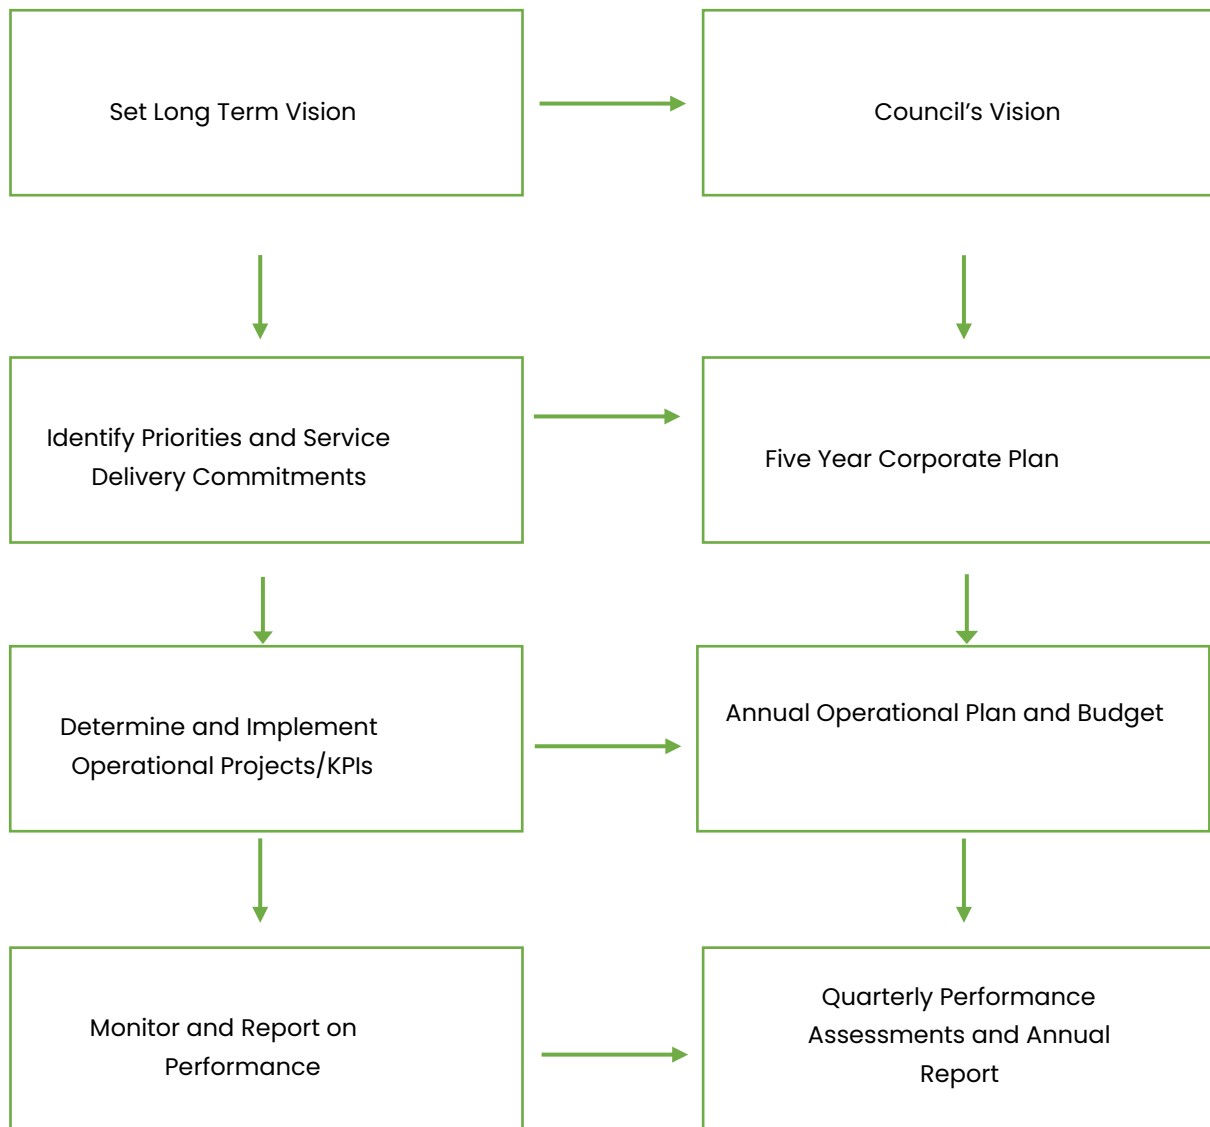 Set Long Term Vision
Council’s Vision
Identify Priorities and Service
Delivery Commitments
Five Year Corporate Plan
Determine and Implement
Operational Projects/KPIs
Annual Operational Plan and Budget
Monitor and Report on
Performance
Quarterly Performance
Assessments and Annual
Report